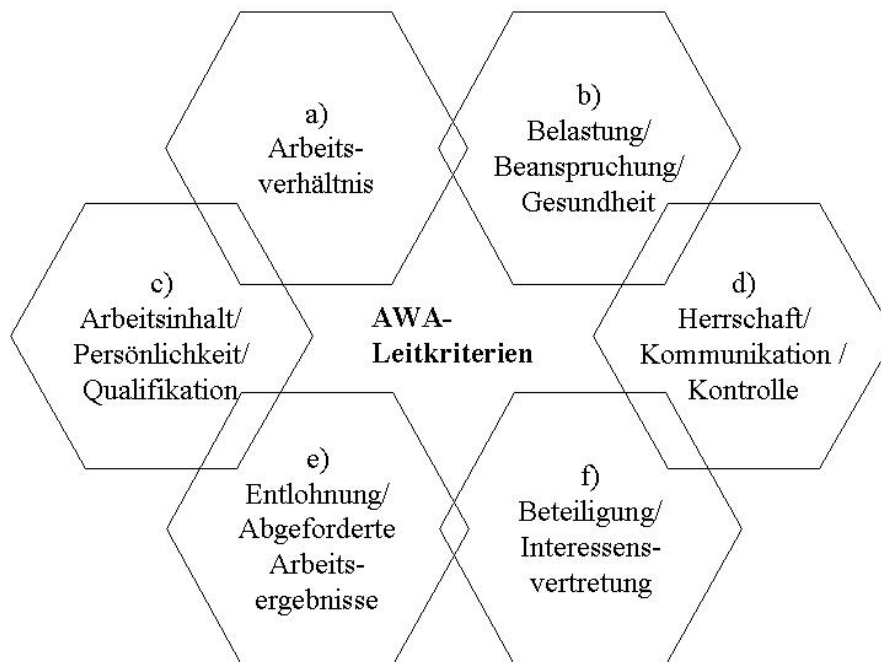 a)
Arbeits-
verhältnis
b)
Belastung/
Beanspruchung/
Gesundheit
c)
Arbeitsinhalt/
Persönlichkeit/
Qualifikation
AWA-
Leitkriterien
d)
Herrschaft/
Kommunikation /
Kontrolle
e)
Entlohnung/
Abgeforderte
Arbeits-
ergebnisse
f)
Beteiligung/
Interessens-
vertretung